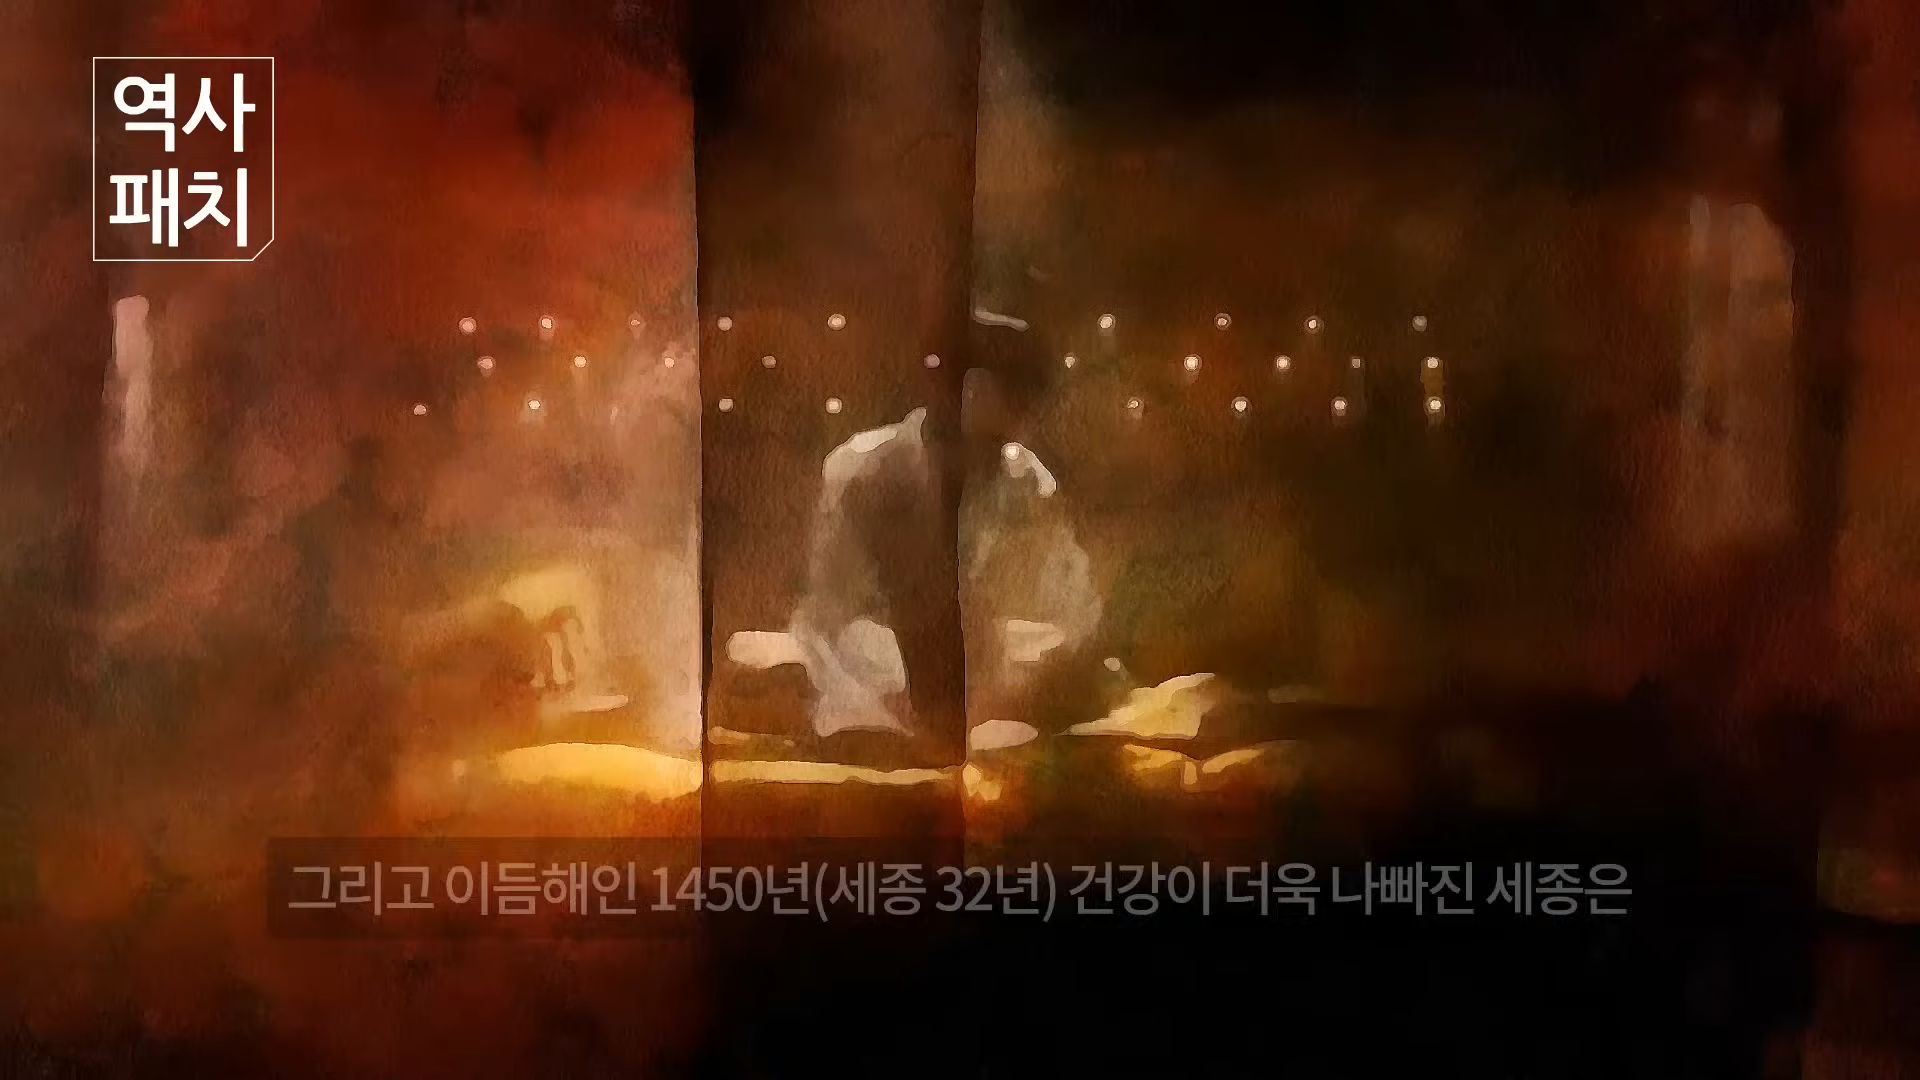 역사
패치
그리고 이듬해인 1450년(세종 32년) 건강이 더욱 나빠진 세종은